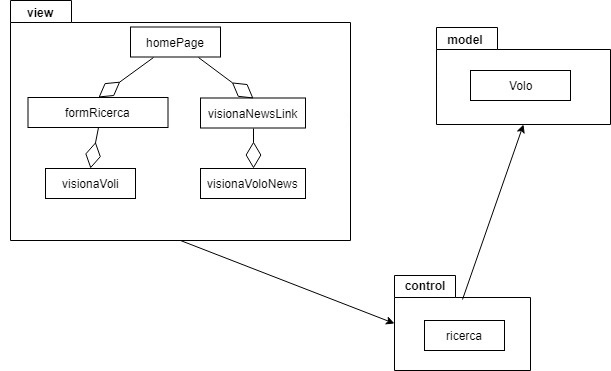 view
homePage
formRicerca
visionaNewsLink
visionaVoli
visionaVoloNews
model
Volo
control
ricerca